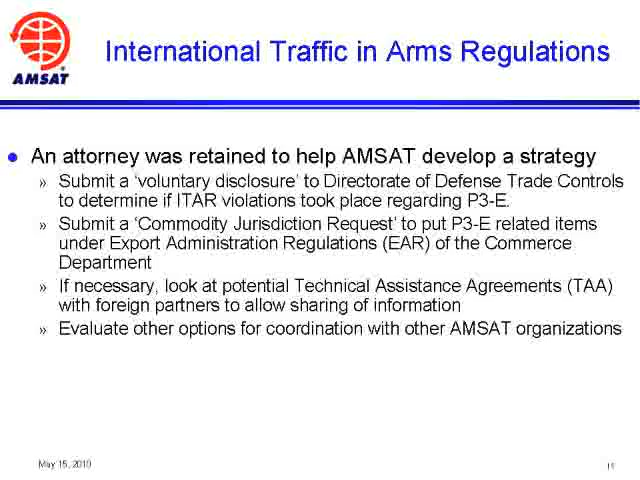 AMSAT
International Traffic in Arms Regulations
● An attorney was retained to help AMSAT develop a strategy
» Submit a ‘voluntary disclosure’ to Directorate of Defense Trade Controls
to determine if ITAR violations took place regarding P3-E.
» Submit a ‘Commodity Jurisdiction Request’ to put P3-E related items
under Export Administration Regulations (EAR) of the Commerce
Department
» If necessary, look at potential Technical Assistance Agreements (TAA)
with foreign partners to allow sharing of information
» Evaluate other options for coordination with other AMSAT organizations
May 15, 2010